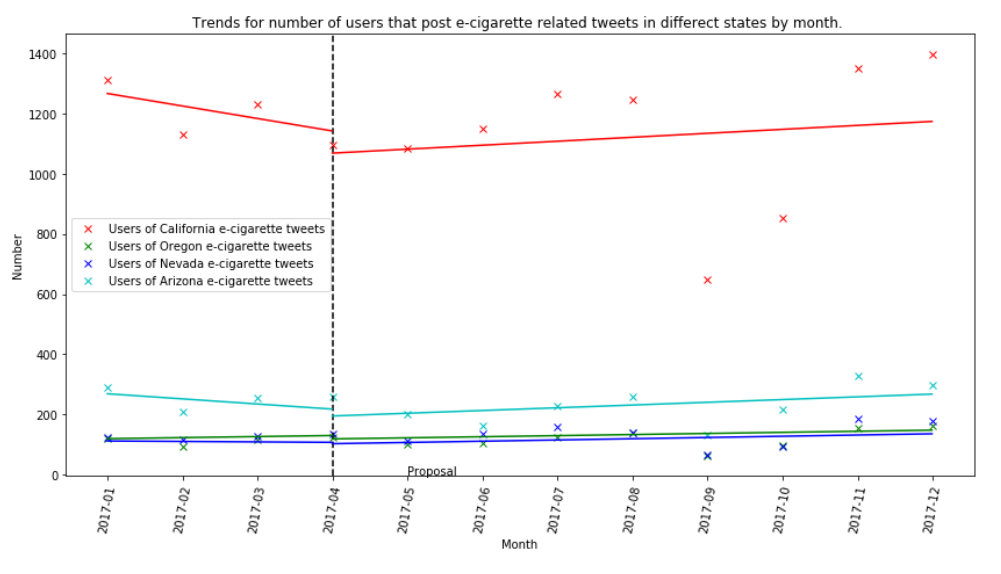 Trends for number of users that post e-cigarette related tweets in differect states by month.
1400
1200
1000
800
600
400
200
0
Number
Users of California e-cigarette tweets
Users of Oregon e-cigarette tweets
Users of Nevada e-cigarette tweets
Users of Arizona e-cigarette tweets
Proposal
2017-01
2017-02
2017-03
2017-04
2017-05
2017-06
2017-07
2017-08
2017-09
2017-10
2017-11
2017-12
Month